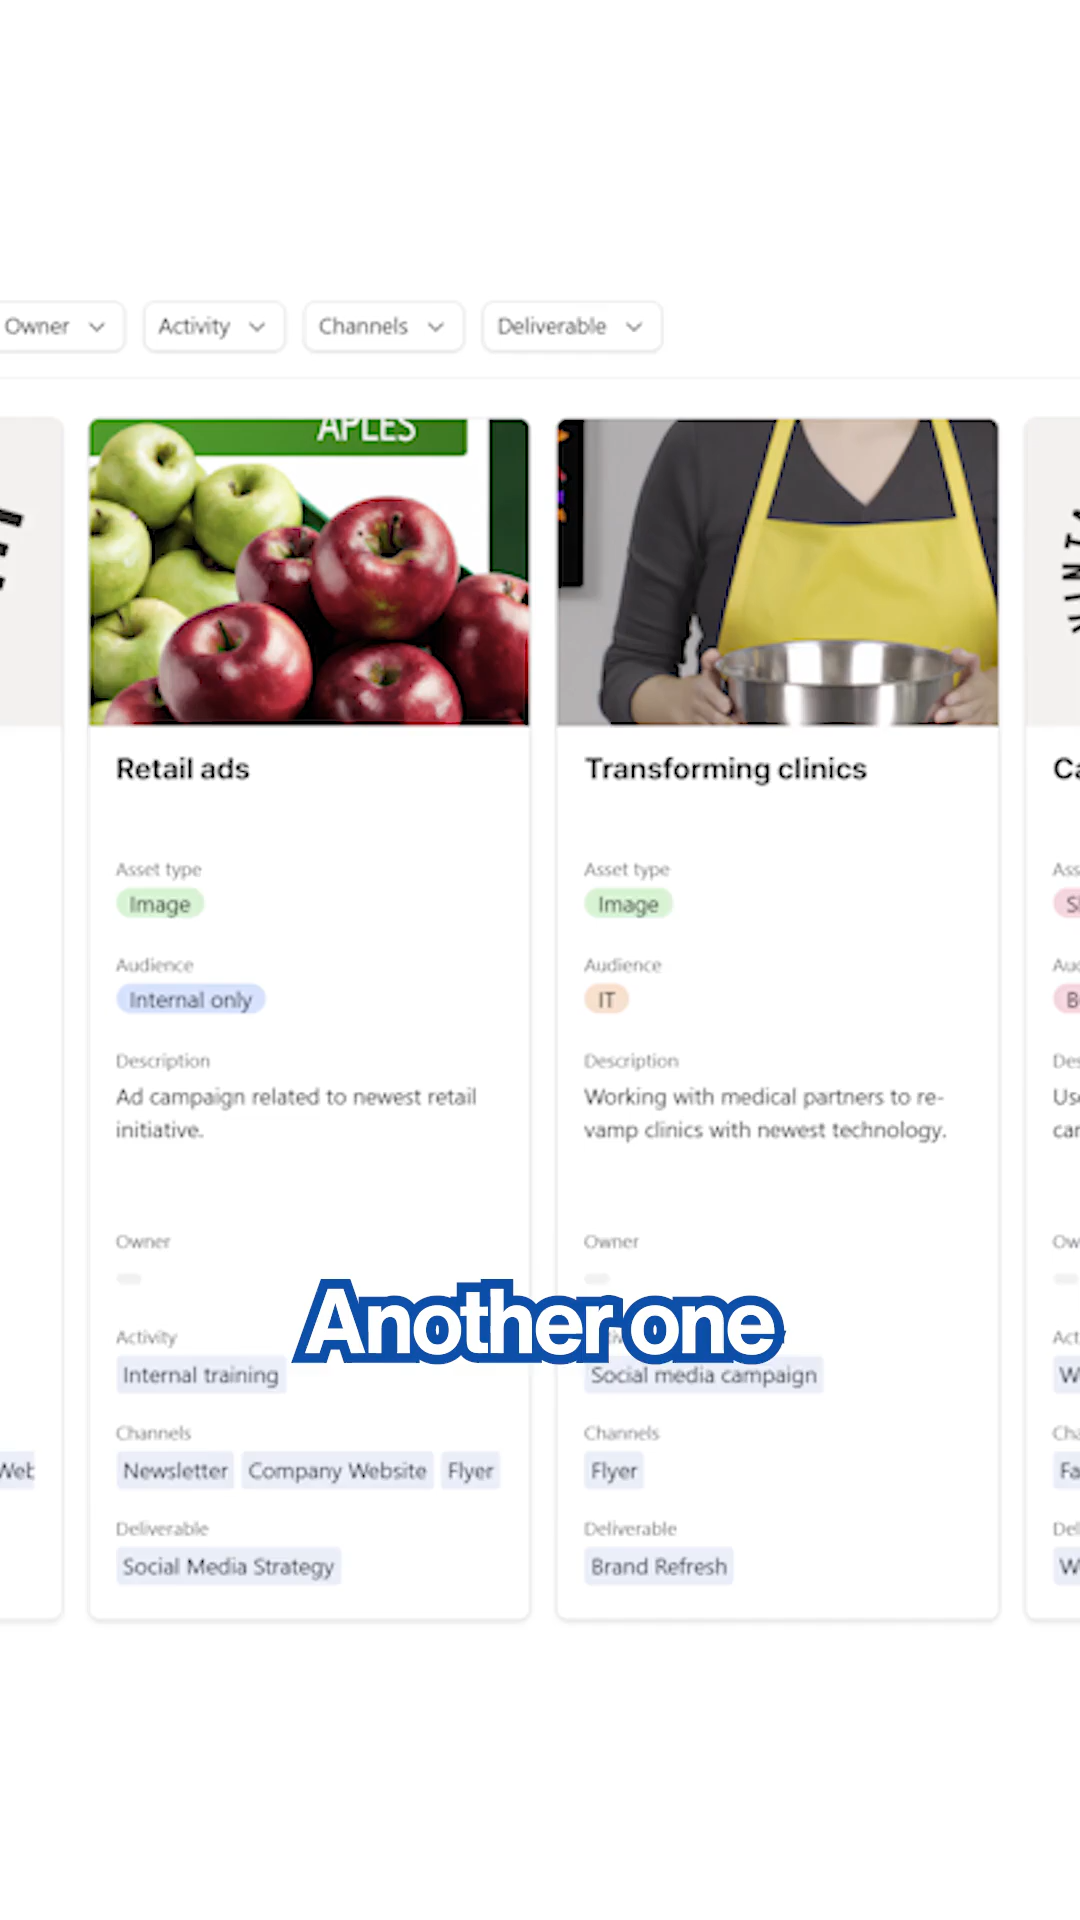 Owner
Activity
Channels
Deliverable
APLES
Retail ads
Asset type
Image
Audience
Internal only
Description
Ad campaign related to newest retail
initiative.
Owner
Activity
Internal training
Channels
Newsletter Company Website Flyer
Deliverable
Social Media Strategy
Transforming clinics
Asset type
Image
Audience
IT
Description
Working with medical partners to re-
vamp clinics with newest technology.
Owner
Social media campaign
Channels
Flyer
Deliverable
Brand Refresh
Another one